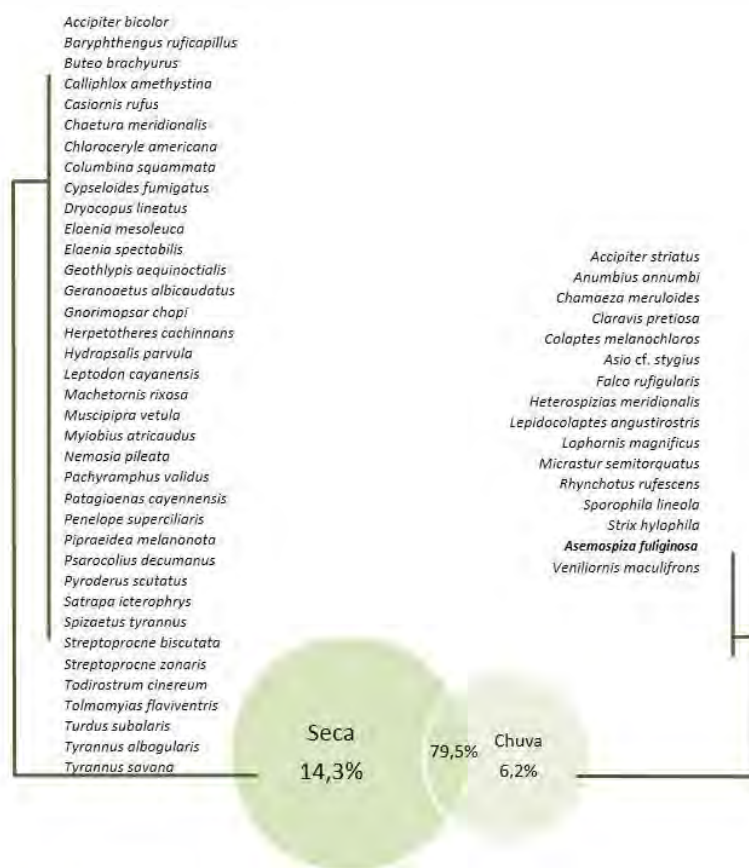 Accipiter bicolor
Baryphthengus ruficapillus
Buteo brachyurus
Calliphlox amethystina
Casiornis rufus
Chaetura meridionalis
Chloroceryle americana
Columbina squammata
Cypseloides fumigatus
Dryocopus lineatus
Elaenia mesoleuca
Elaenia spectabilis
Geothlypis aequinoctialis
Geranoaetus albicaudatus
Gnorimopsar chopi
Herpetotheres cachinnans
Hydropsalis parvula
Leptodon cayanensis
Machetornis rixosa
Muscipipra vetula
Myiobius atricaudus
Nemosia pileata
Pachyramphus validus
Patagioenas cayennensis
Penelope superciliaris
Pipraeidea melanonota
Psarocolius decumanus
Pyroderus scutatus
Satrapa icterophrys
Spizaetus tyrannus
Streptoprocne biscutata
Streptoprocne zonaris
Todirostrum cinereum
Tolmomyias flaviventris
Turdus subalaris
Tyrannus albogularis
Tyrannus savana
Accipiter striatus
Anumbius annumbi
Chamaeza meruloides
Claravis pretiosa
Colaptes melanochloros
Asio cf. stygius
Falco rufigularis
Heterospizias meridionalis
Lepidocolaptes angustirostris
Lophornis magnificus
Micrastur semitorquatus
Rhynchotus rufescens
Sporophila lineola
Strix hylophila
Asemospiza fuliginosa
Veniliornis maculifrons
Seca
14,3%
79,5%
Chuva
6,2%